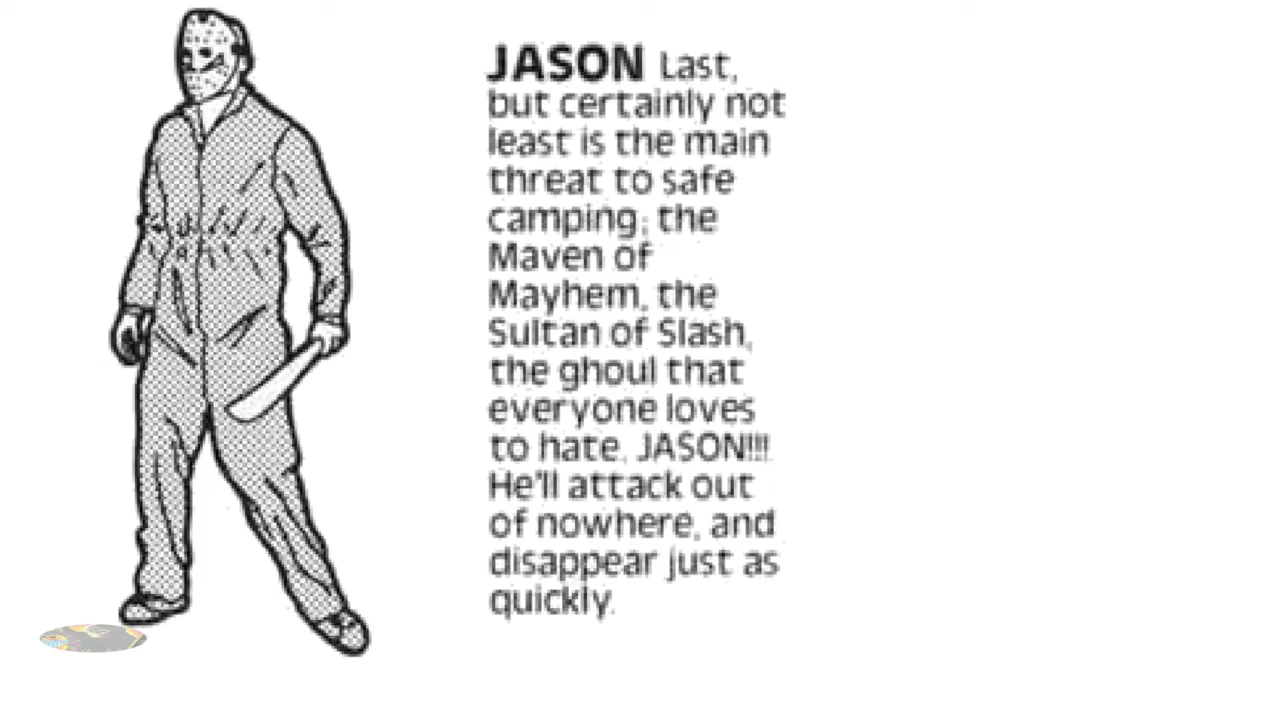 JASON Last,
but certainly not
least is the main
threat to safe
camping; the
Maven of
Mayhem, the
Sultan of Slash,
the ghoul that
everyone loves
to hate, JASON!!!
He'll attack out
of nowhere, and
disappear just as
quickly.